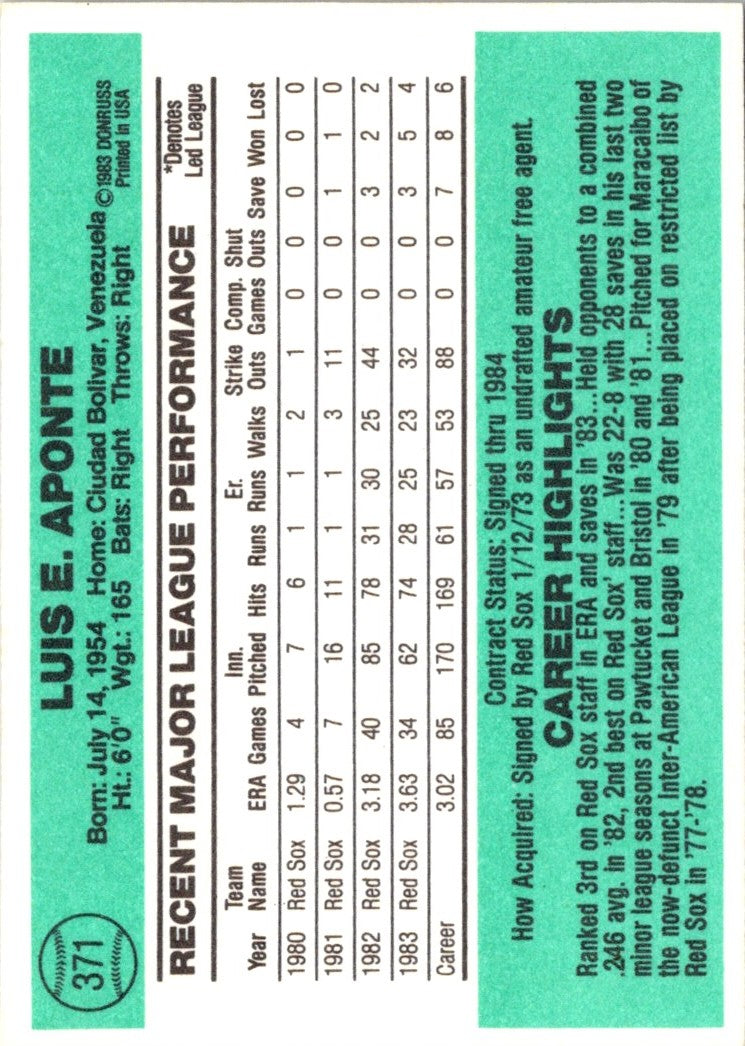 371
LUIS E. APONTE
Born: July 14, 1954 Home: Ciudad Bolivar, Venezuela ©1983 DONRUSS
Ht.: 6'0" Wgt.: 165 Bats: Right Throws: Right Printed in USA
RECENT MAJOR LEAGUE PERFORMANCE *Denotes Led League
Team Inn. Er. Strike Comp. Shut
Year Name ERA Games Pitched Hits Runs Runs Walks Outs Games Outs Save Won Lost
1980 Red Sox 1.29 4 7 6 1 1 2 1 0 0 0 0 0
1981 Red Sox 0.57 7 16 11 1 1 3 11 0 0 1 1 0
1982 Red Sox 3.18 40 85 78 31 30 25 44 0 0 3 2 2
1983 Red Sox 3.63 34 62 74 28 25 23 32 0 0 3 5 4
Career 3.02 85 170 169 61 57 53 88 0 0 7 8 6
Contract Status: Signed thru 1984
How Acquired: Signed by Red Sox 1/12/73 as an undrafted amateur free agent.
CAREER HIGHLIGHTS
Ranked 3rd on Red Sox staff in ERA and saves in '83...Held opponents to a combined
.246 avg. in '82, 2nd best on Red Sox' staff...Was 22-8 with 28 saves in his last two
minor league seasons at Pawtucket and Bristol in '80 and '81...Pitched for Maracaibo of
the now-defunct Inter-American League in '79 after being placed on restricted list by
Red Sox in '77-'78.